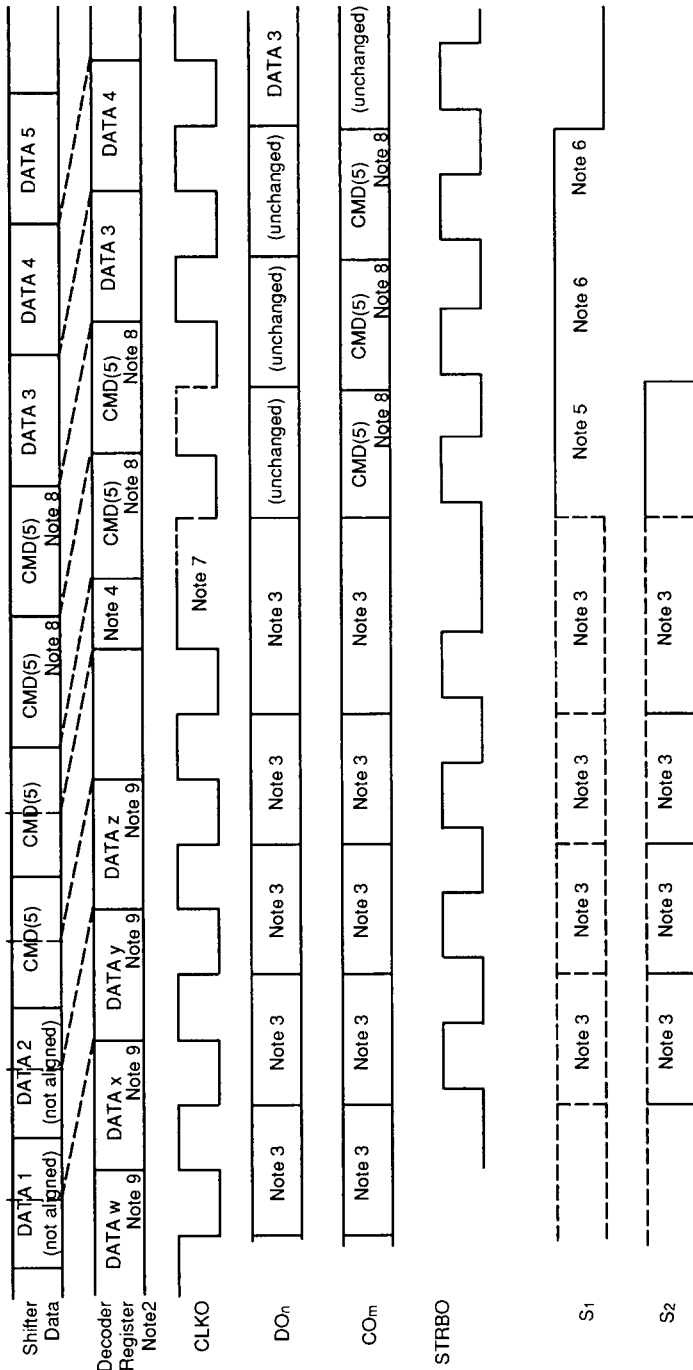 Shifter
Data
DATA 1
(not aligned)
DATA 2
(not aligned)
CMD(5)
CMD(5)
CMD(5)
Note 8
CMD(5)
Note 8
DATA 3
DATA 4
DATA 5
Decoder
Register
Note2
DATA w
Note 9
DATA x
Note 9
DATA y
Note 9
DATA z
Note 9
Note 4
CMD(5)
Note 8
CMD(5)
Note 8
DATA 3
DATA 4
CLKO
Note 7
DOn
Note 3
Note 3
Note 3
Note 3
Note 3
(unchanged)
(unchanged)
(unchanged)
DATA 3
COm
Note 3
Note 3
Note 3
Note 3
Note 3
CMD(5)
Note 8
CMD(5)
Note 8
CMD(5)
Note 8
(unchanged)
STRBO
S1
Note 3
Note 3
Note 3
Note 3
Note 5
Note 6
Note 6
S2
Note 3
Note 3
Note 3
Note 3